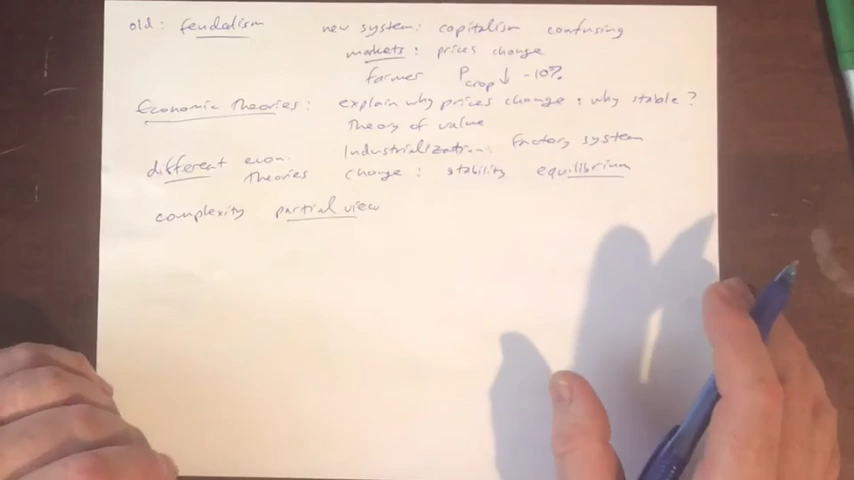 old: feudalism new system: capitalism confusing
markets: prices change
farmer Pcrop↓ -10%
Economic Theories: explain why prices change: why stable?
Theory of value
Industrialization: Factory system
different econ. Theories change: stability equilibrium
complexity partial view